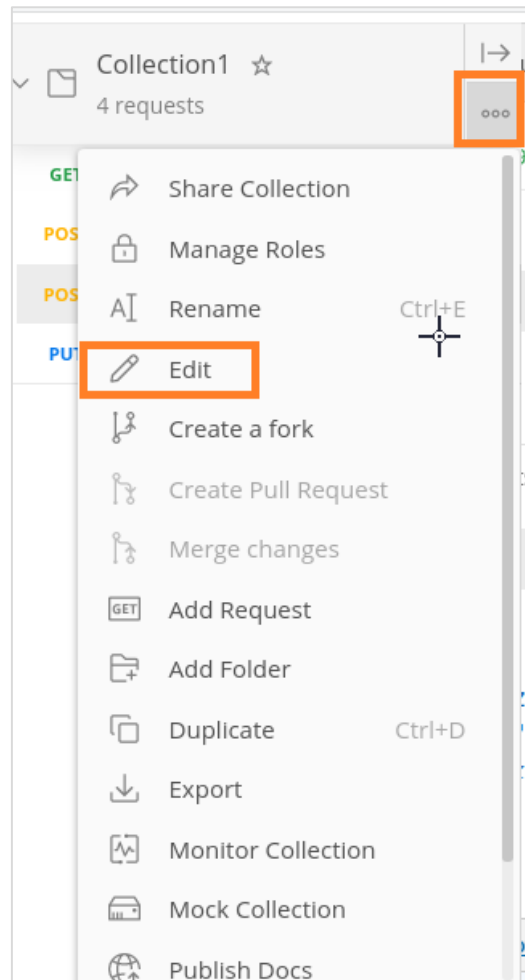 Collection1
4 requests
GET
POS
POS
PUT
Share Collection
Manage Roles
Rename Ctrl+E
Edit
Create a fork
Create Pull Request
Merge changes
GET Add Request
Add Folder
Duplicate Ctrl+D
Export
Monitor Collection
Mock Collection
Publish Docs